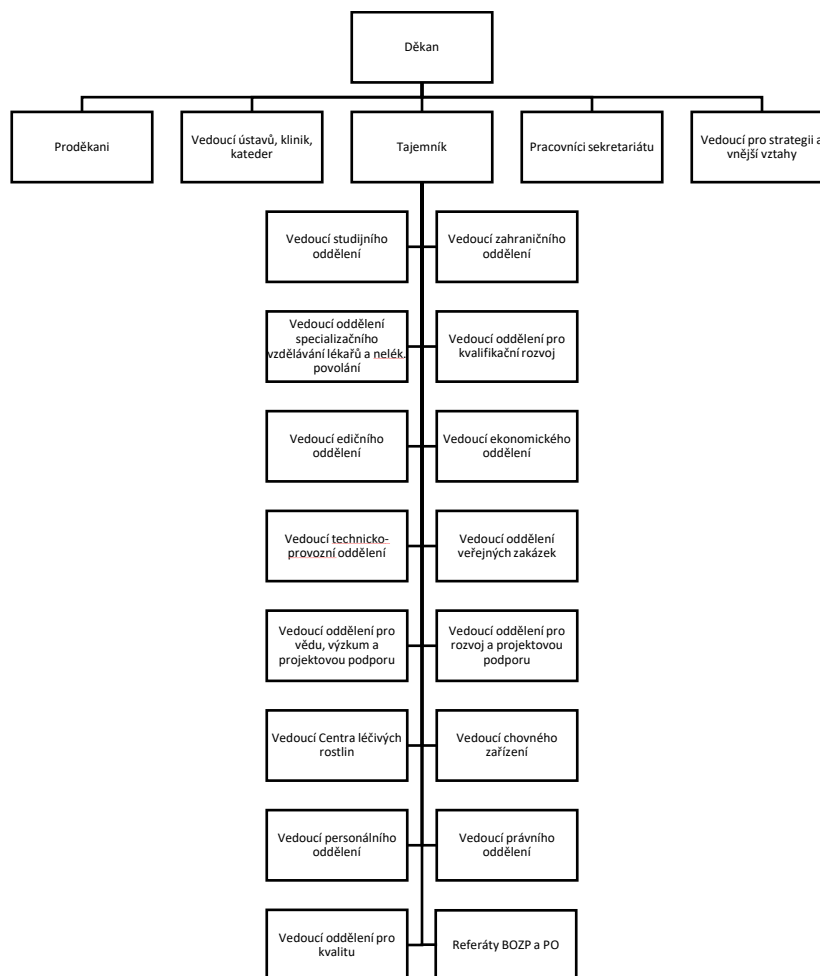 Děkan
Proděkani
Vedoucí ústavů, klinik,
kateder
Tajemník
Pracovníci sekretariátu
Vedoucí pro strategii a
vnější vztahy
Vedoucí studijního
oddělení
Vedoucí zahraničního
oddělení
Vedoucí oddělení
specializačního
vzdělávání lékařů a nelék.
povolání
Vedoucí oddělení pro
kvalifikační rozvoj
Vedoucí edičního
oddělení
Vedoucí ekonomického
oddělení
Vedoucí technicko-
provozní oddělení
Vedoucí oddělení
veřejných zakázek
Vedoucí oddělení pro
vědu, výzkum a
projektovou podporu
Vedoucí oddělení pro
rozvoj a projektovou
podporu
Vedoucí Centra léčivých
rostlin
Vedoucí chovného
zařízení
Vedoucí personálního
oddělení
Vedoucí právního
oddělení
Vedoucí oddělení pro
kvalitu
Referáty BOZP a PO